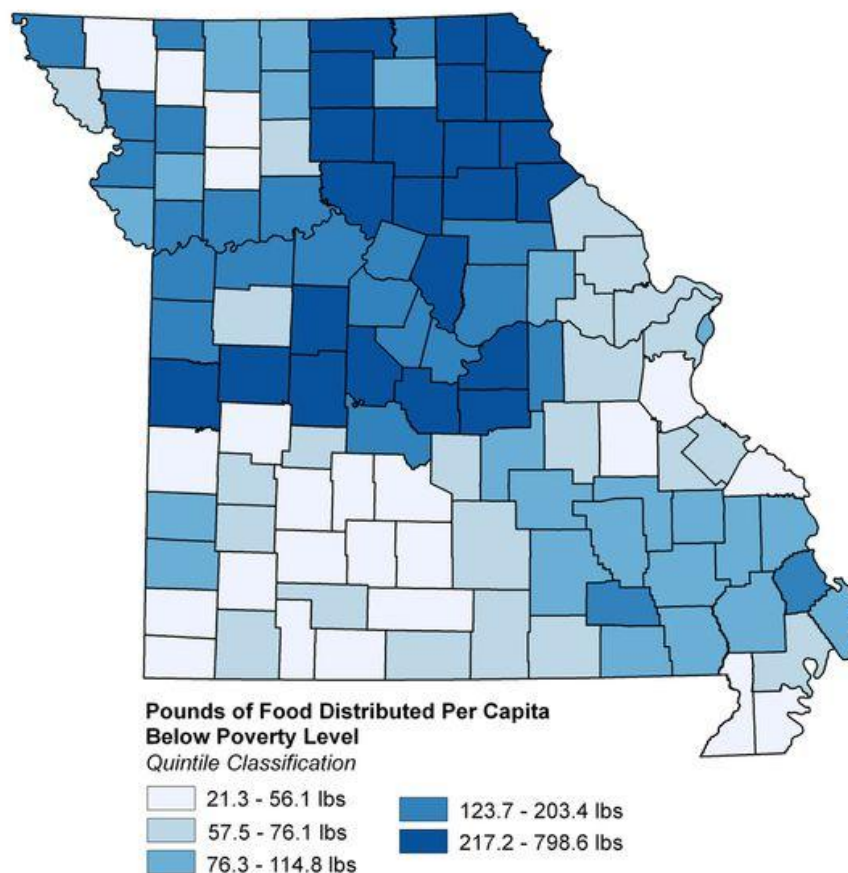 Pounds of Food Distributed Per Capita
Below Poverty Level
Quintile Classification
21.3 - 56.1 lbs
57.5 - 76.1 lbs
76.3 - 114.8 lbs
123.7 - 203.4 lbs
217.2 - 798.6 lbs